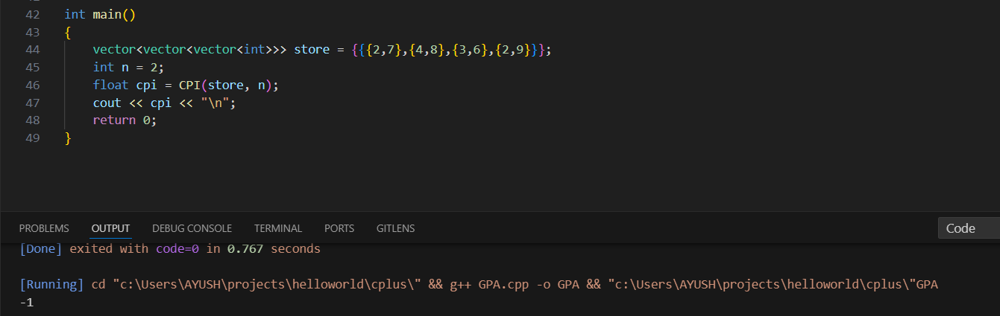 42 int main()
43 {
44 vector<vector<vector<int>>> store = {{{2,7},{4,8},{3,6},{2,9}}};
45 int n = 2;
46 float cpi = CPI(store, n);
47 cout << cpi << "\n";
48 return 0;
49 }
PROBLEMS OUTPUT DEBUG CONSOLE TERMINAL PORTS GITLENS Code
[Done] exited with code=0 in 0.767 seconds
[Running] cd "c:\Users\AYUSH\projects\helloworld\cplus\" && g++ GPA.cpp -o GPA && "c:\Users\AYUSH\projects\helloworld\cplus\"GPA
-1